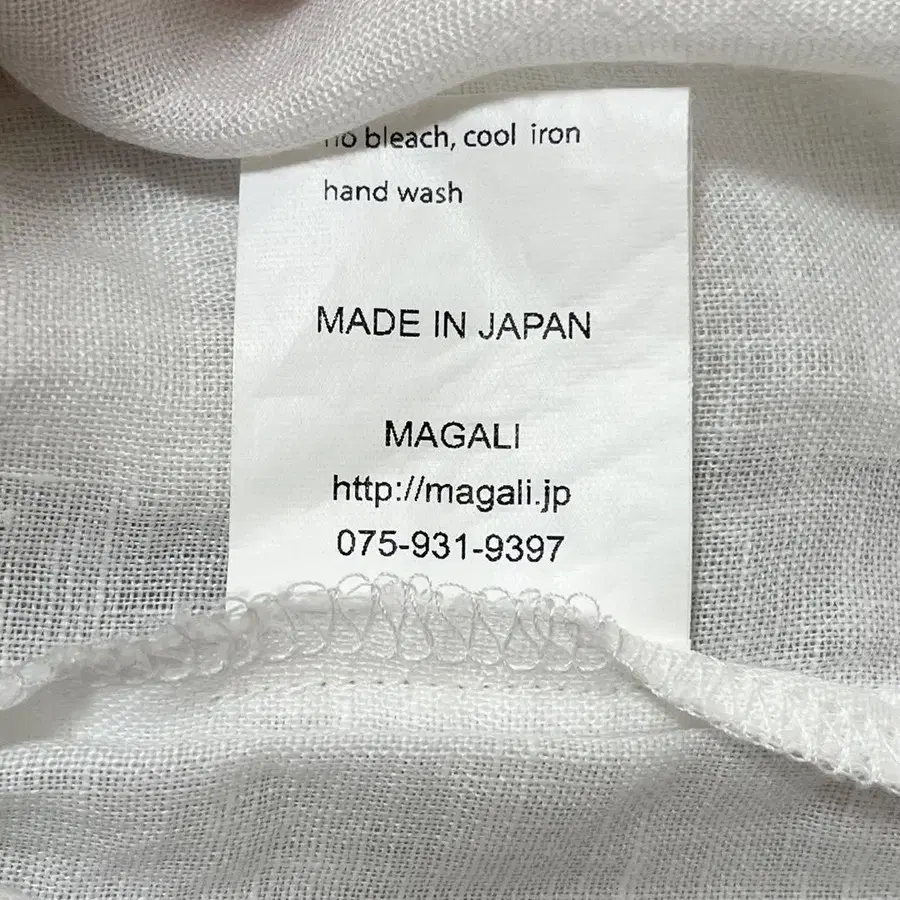 no bleach, cool iron
hand wash
MADE IN JAPAN
MAGALI
http://magali.jp
075-931-9397